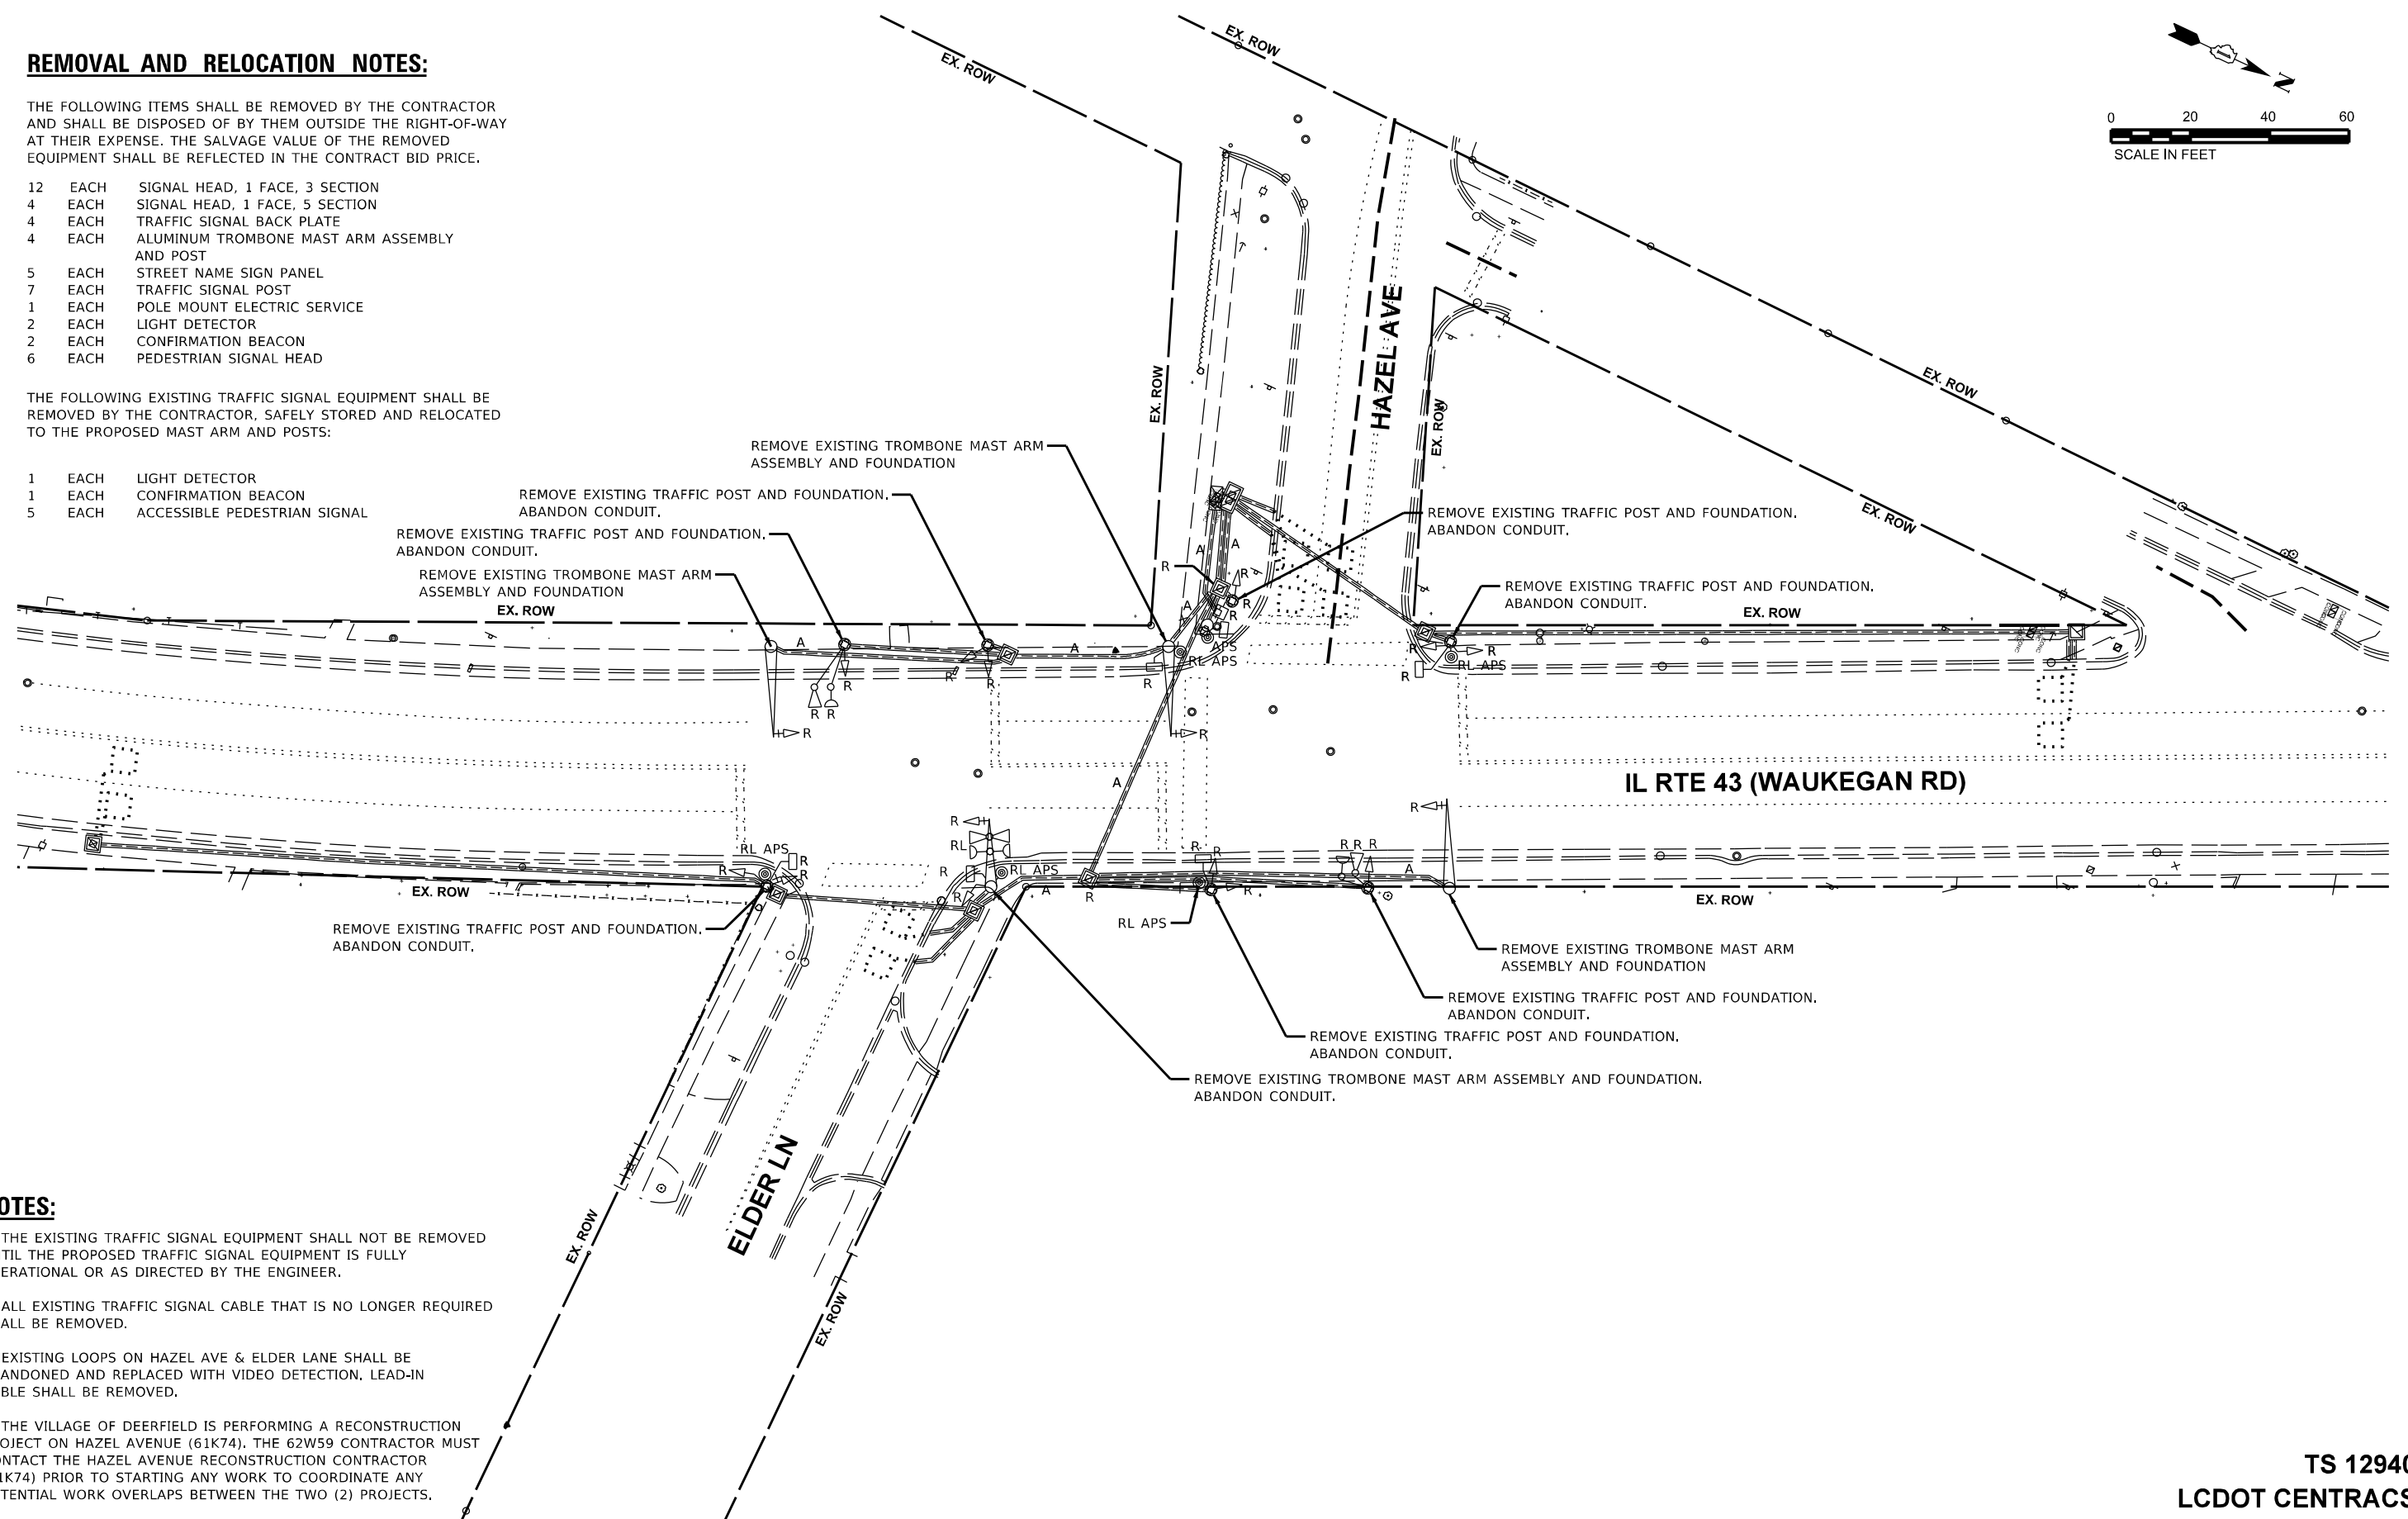 REMOVAL AND RELOCATION NOTES:
THE FOLLOWING ITEMS SHALL BE REMOVED BY THE CONTRACTOR
AND SHALL BE DISPOSED OF BY THEM OUTSIDE THE RIGHT-OF-WAY
AT THEIR EXPENSE. THE SALVAGE VALUE OF THE REMOVED
EQUIPMENT SHALL BE REFLECTED IN THE CONTRACT BID PRICE.
12 EACH SIGNAL HEAD, 1 FACE, 3 SECTION
4 EACH SIGNAL HEAD, 1 FACE, 5 SECTION
4 EACH TRAFFIC SIGNAL BACK PLATE
4 EACH ALUMINUM TROMBONE MAST ARM ASSEMBLY
AND POST
5 EACH STREET NAME SIGN PANEL
7 EACH TRAFFIC SIGNAL POST
1 EACH POLE MOUNT ELECTRIC SERVICE
2 EACH LIGHT DETECTOR
2 EACH CONFIRMATION BEACON
6 EACH PEDESTRIAN SIGNAL HEAD
THE FOLLOWING EXISTING TRAFFIC SIGNAL EQUIPMENT SHALL BE
REMOVED BY THE CONTRACTOR, SAFELY STORED AND RELOCATED
TO THE PROPOSED MAST ARM AND POSTS:
1 EACH LIGHT DETECTOR
1 EACH CONFIRMATION BEACON
5 EACH ACCESSIBLE PEDESTRIAN SIGNAL
EX. ROW
EX. ROW
N
0 20 40 60
SCALE IN FEET
HAZEL AVE
EX. ROW
EX. ROW
EX. ROW
EX. ROW
REMOVE EXISTING TROMBONE MAST ARM
ASSEMBLY AND FOUNDATION
REMOVE EXISTING TRAFFIC POST AND FOUNDATION.
ABANDON CONDUIT.
REMOVE EXISTING TRAFFIC POST AND FOUNDATION.
ABANDON CONDUIT.
REMOVE EXISTING TROMBONE MAST ARM
ASSEMBLY AND FOUNDATION
EX. ROW
REMOVE EXISTING TRAFFIC POST AND FOUNDATION.
ABANDON CONDUIT.
REMOVE EXISTING TRAFFIC POST AND FOUNDATION.
ABANDON CONDUIT.
EX. ROW
A
A
R
R
A
R
R
A
A
APS
RL APS
R
R
RL APS
R
R
R
R
R
R R
R
R
R
A
IL RTE 43 (WAUKEGAN RD)
R
R
RL
RL APS
R
R
R
R
RL APS
R
A
R
R
R
R
R R R
A
EX. ROW
EX. ROW
RL APS
REMOVE EXISTING TRAFFIC POST AND FOUNDATION.
ABANDON CONDUIT.
REMOVE EXISTING TROMBONE MAST ARM
ASSEMBLY AND FOUNDATION
REMOVE EXISTING TRAFFIC POST AND FOUNDATION.
ABANDON CONDUIT.
REMOVE EXISTING TRAFFIC POST AND FOUNDATION.
ABANDON CONDUIT.
REMOVE EXISTING TROMBONE MAST ARM ASSEMBLY AND FOUNDATION.
ABANDON CONDUIT.
ELDER LN
EX. ROW
EX. ROW
OTES:
THE EXISTING TRAFFIC SIGNAL EQUIPMENT SHALL NOT BE REMOVED
TIL THE PROPOSED TRAFFIC SIGNAL EQUIPMENT IS FULLY
ERATIONAL OR AS DIRECTED BY THE ENGINEER.
ALL EXISTING TRAFFIC SIGNAL CABLE THAT IS NO LONGER REQUIRED
ALL BE REMOVED.
EXISTING LOOPS ON HAZEL AVE & ELDER LANE SHALL BE
ANDONED AND REPLACED WITH VIDEO DETECTION. LEAD-IN
BLE SHALL BE REMOVED.
THE VILLAGE OF DEERFIELD IS PERFORMING A RECONSTRUCTION
OJECT ON HAZEL AVENUE (61K74). THE 62W59 CONTRACTOR MUST
NTACT THE HAZEL AVENUE RECONSTRUCTION CONTRACTOR
1K74) PRIOR TO STARTING ANY WORK TO COORDINATE ANY
TENTIAL WORK OVERLAPS BETWEEN THE TWO (2) PROJECTS.
TS 12940
LCDOT CENTRACS